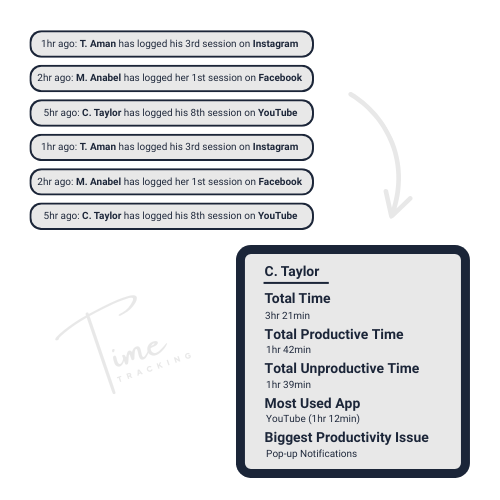 1hr ago: T. Aman has logged his 3rd session on Instagram
2hr ago: M. Anabel has logged her 1st session on Facebook
5hr ago: C. Taylor has logged his 8th session on YouTube
1hr ago: T. Aman has logged his 3rd session on Instagram
2hr ago: M. Anabel has logged her 1st session on Facebook
5hr ago: C. Taylor has logged his 8th session on YouTube
C. Taylor
Total Time
3hr 21min
Total Productive Time
1hr 42min
Total Unproductive Time
1hr 39min
Most Used App
YouTube (1hr 12min)
Biggest Productivity Issue
Pop-up Notifications
Time
TRACKING